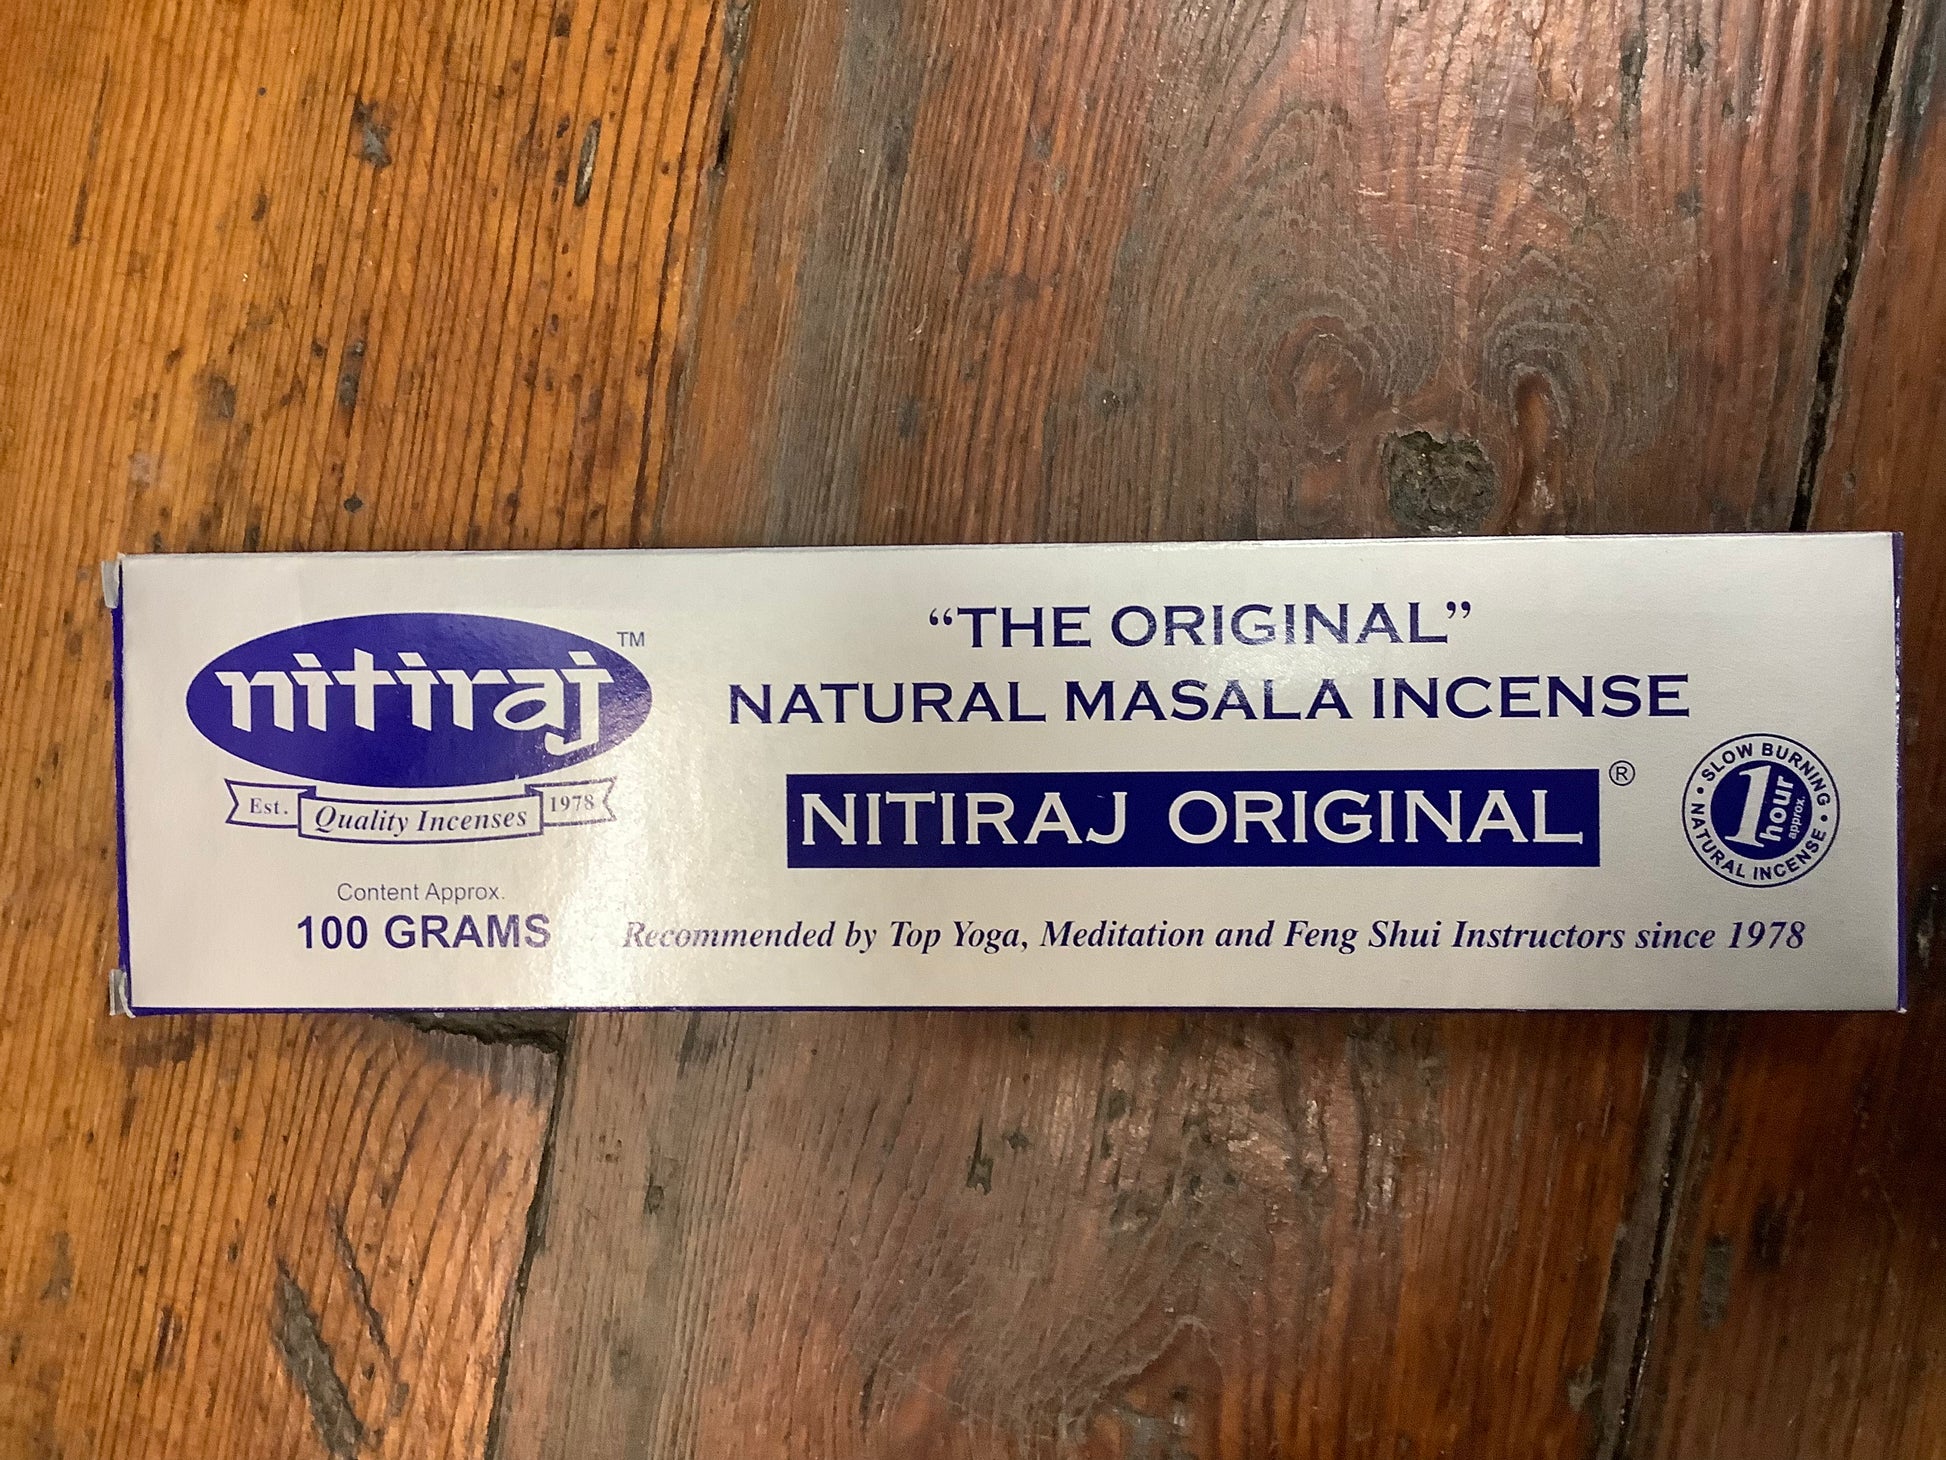 nitiraj
TM
Est. Quality Incenses 1978
Content Approx.
100 GRAMS
“THE ORIGINAL”
NATURAL MASALA INCENSE
NITIRAJ ORIGINAL ®
Recommended by Top Yoga, Meditation and Feng Shui Instructors since 1978
• SLOW BURNING •
1 hour
approx.
NATURAL INCENSE